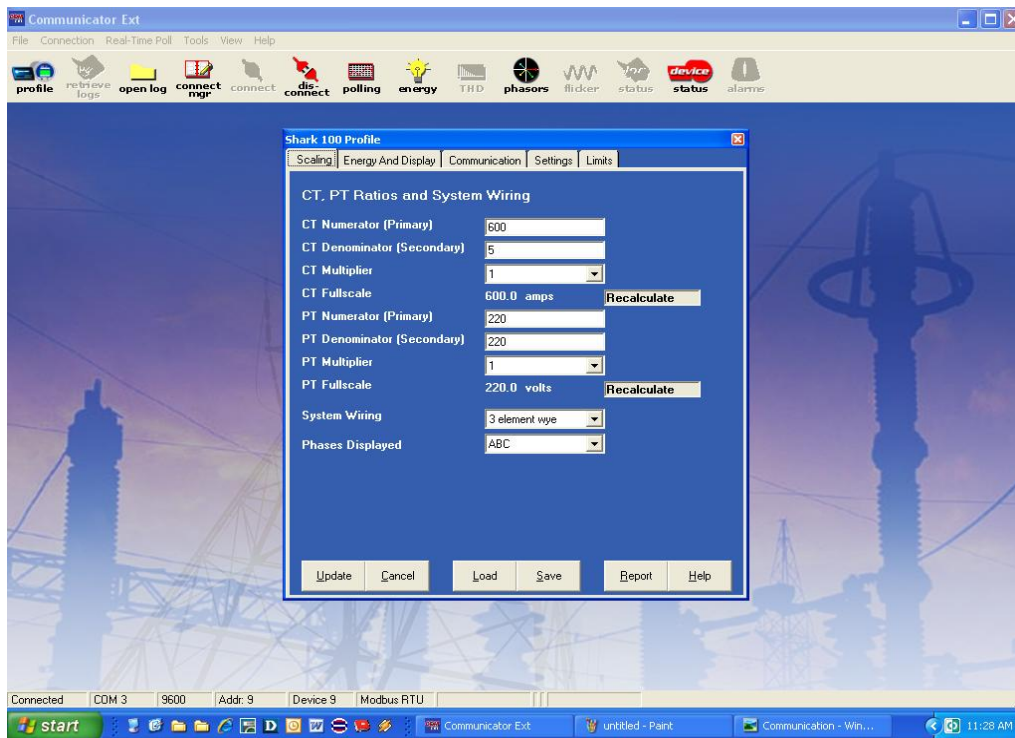 Communicator Ext
File Connection Real-Time Poll Tools View Help
profile retrieve logs open log connect mgr connect dis-connect polling energy THD phasors flicker status device status alarms
Shark 100 Profile
Scaling Energy And Display Communication Settings Limits
CT, PT Ratios and System Wiring
CT Numerator (Primary) 600
CT Denominator (Secondary) 5
CT Multiplier 1
CT Fullscale 600.0 amps Recalculate
PT Numerator (Primary) 220
PT Denominator (Secondary) 220
PT Multiplier 1
PT Fullscale 220.0 volts Recalculate
System Wiring 3 element wye
Phases Displayed ABC
Update Cancel Load Save Report Help
Connected COM 3 9600 Addr: 9 Device 9 Modbus RTU
start Communicator Ext untitled - Paint Communication - Win... 11:28 AM